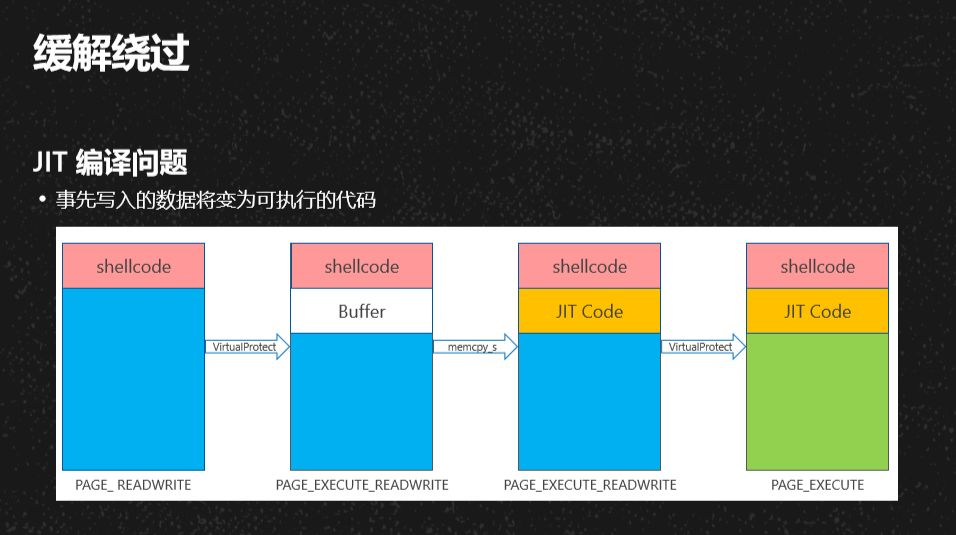 缓解绕过
JIT 编译问题
• 事先写入的数据将变为可执行的代码
shellcode
shellcode
shellcode
shellcode
Buffer
JIT Code
JIT Code
VirtualProtect
memcpy_s
VirtualProtect
PAGE_ READWRITE
PAGE_EXECUTE_READWRITE
PAGE_EXECUTE_READWRITE
PAGE_EXECUTE